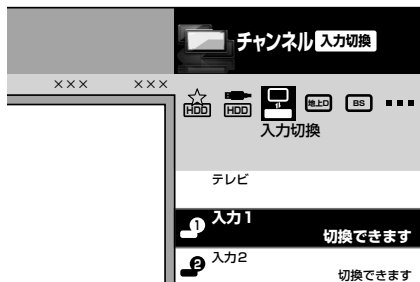 チャンネル 入力切換
××× ×××
HDD HDD 地上D BS
入力切換
テレビ
1 入力1
切換できます
2 入力2
切換できます